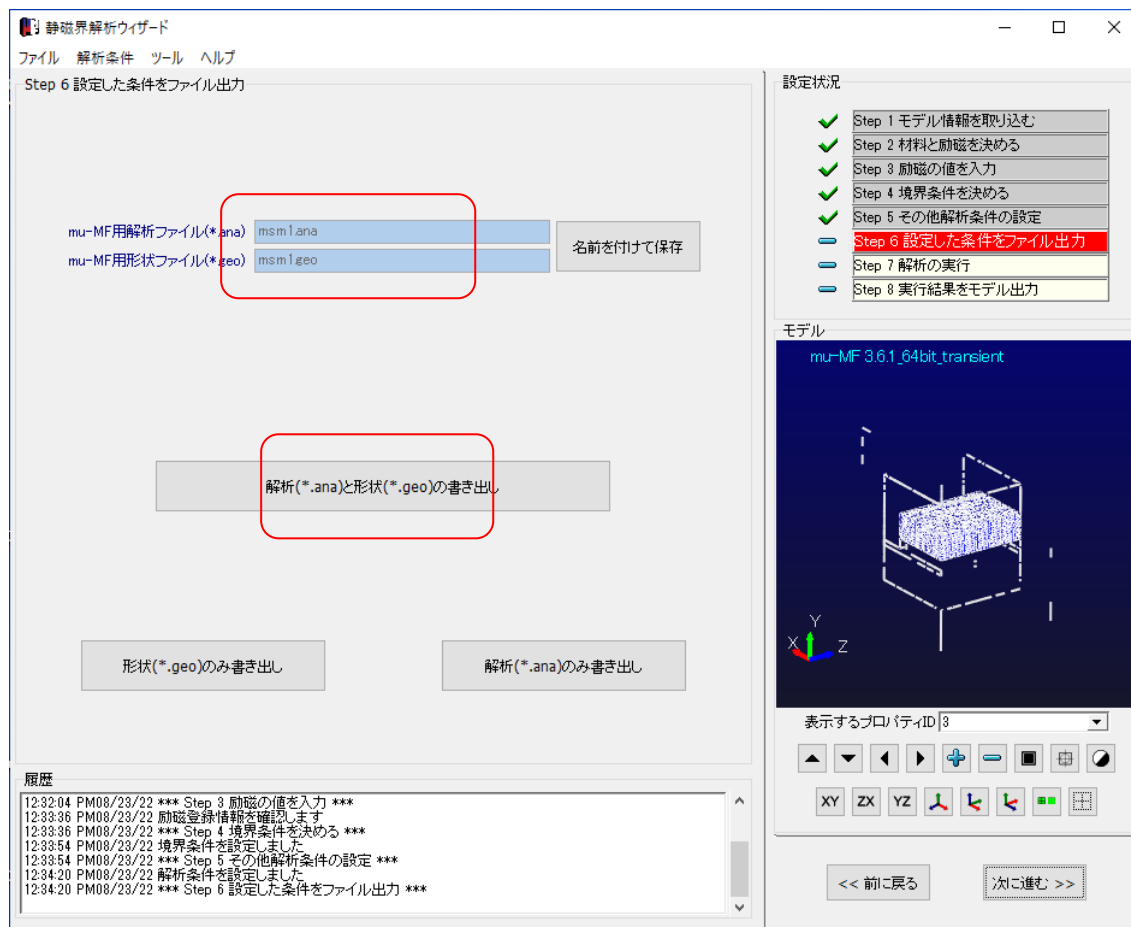 静磁界解析ウィザード
ファイル 解析条件 ツール ヘルプ
Step 6 設定した条件をファイル出力
mu-MF用解析ファイル(*.ana) msm1.ana
mu-MF用形状ファイル(*.geo) msm1.geo
名前を付けて保存
解析(*.ana)と形状(*.geo)の書き出し
形状(*.geo)のみ書き出し
解析(*.ana)のみ書き出し
履歴
12:32:04 PM08/23/22 *** Step 3 励磁の値を入力 ***
12:33:36 PM08/23/22 励磁登録情報を確認します
12:33:36 PM08/23/22 *** Step 4 境界条件を決める ***
12:33:54 PM08/23/22 境界条件を設定しました
12:33:54 PM08/23/22 *** Step 5 その他解析条件の設定 ***
12:34:20 PM08/23/22 解析条件を設定しました
12:34:20 PM08/23/22 *** Step 6 設定した条件をファイル出力 ***
設定状況
Step 1 モデル情報を取り込む
Step 2 材料と励磁を決める
Step 3 励磁の値を入力
Step 4 境界条件を決める
Step 5 その他解析条件の設定
Step 6 設定した条件をファイル出力
Step 7 解析の実行
Step 8 実行結果をモデル出力
モデル
mu-MF 3.6.1_64bit_transient
Y
X
Z
表示するプロパティID 3
XY ZX YZ
<< 前に戻る
次に進む >>